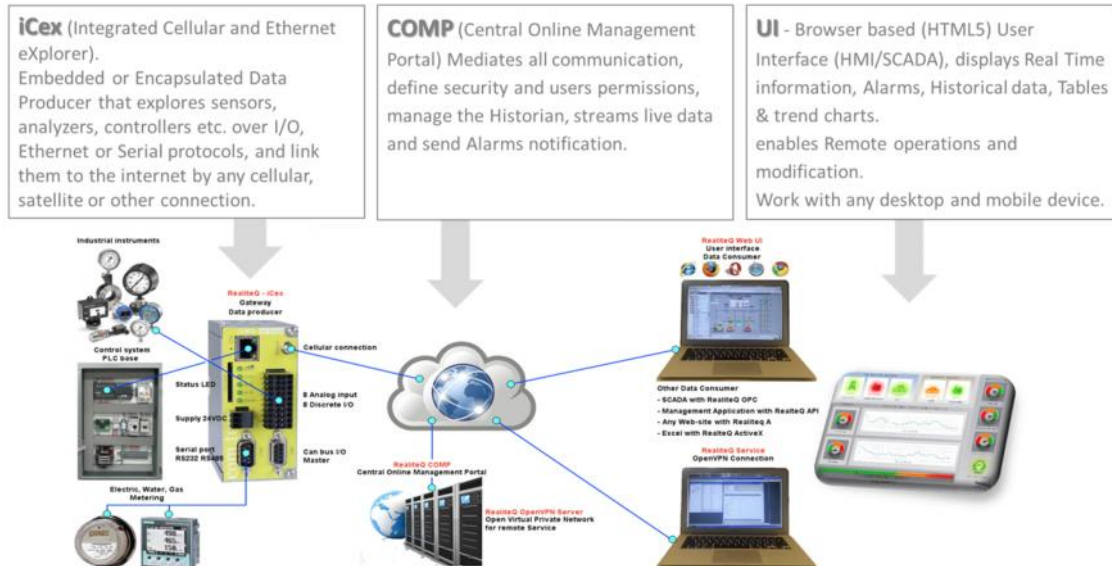 iCex (Integrated Cellular and Ethernet
eXplorer).
Embedded or Encapsulated Data
Producer that explores sensors,
analyzers, controllers etc. over I/O,
Ethernet or Serial protocols, and link
them to the internet by any cellular,
satellite or other connection.
COMP (Central Online Management
Portal) Mediates all communication,
define security and users permissions,
manage the Historian, streams live data
and send Alarms notification.
UI - Browser based (HTML5) User
Interface (HMI/SCADA), displays Real Time
information, Alarms, Historical data, Tables
& trend charts.
enables Remote operations and
modification.
Work with any desktop and mobile device.
Industrial instruments
RealiteQ - iCex
Gateway
Data producer
Control system
PLC base
Status LED
Supply 24VDC
Serial port
RS232 RS485
Cellular connection
8 Analog input
8 Discrete I/O
Can bus I/O
Master
Electric, Water, Gas
Metering
RealiteQ COMP
Central Online Management Portal
RealiteQ OpenVPN Server
Open Virtual Private Network
for remote Service
RealiteQ Web UI
User interface
Data Consumer
Other Data Consumer
- SCADA with RealiteQ OPC
- Management Application with RealteQ API
- Any Web-site with Realiteq A
- Excel with RealteQ ActiveX
RealiteQ Service
OpenVPN Connection